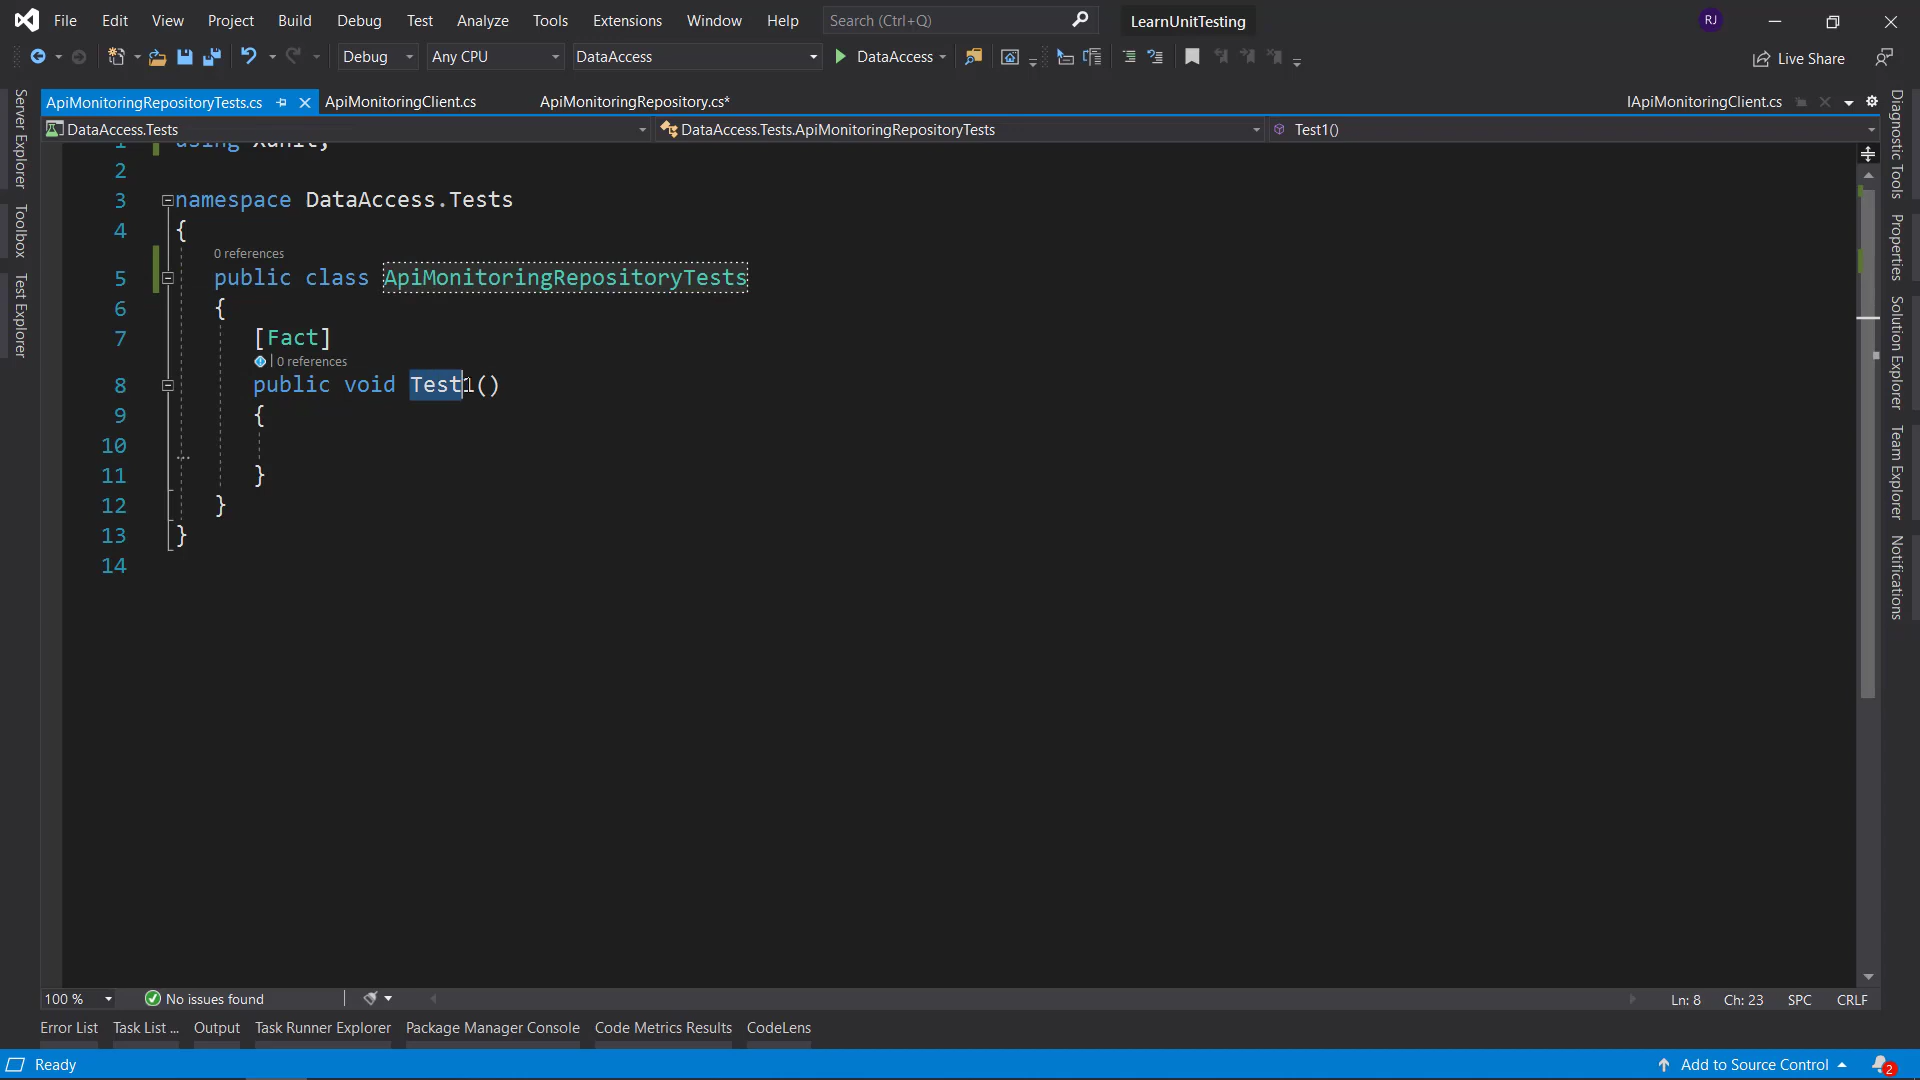 File Edit View Project Build Debug Test Analyze Tools Extensions Window Help Search (Ctrl+Q) LearnUnitTesting RJ
Debug Any CPU DataAccess DataAccess Live Share
ApiMonitoringRepositoryTests.cs ApiMonitoringClient.cs ApiMonitoringRepository.cs* IApiMonitoringClient.cs
DataAccess.Tests DataAccess.Tests.ApiMonitoringRepositoryTests Test1()
Server Explorer
Toolbox
Test Explorer
1 using Xunit;
2
3 namespace DataAccess.Tests
4 {
0 references
5 public class ApiMonitoringRepositoryTests
6 {
7 [Fact]
0 references
8 public void Test1()
9 {
10
11 }
12 }
13 }
14
Diagnostic Tools
Properties
Solution Explorer
Team Explorer
Notifications
100 % No issues found Ln: 8 Ch: 23 SPC CRLF
Error List Task List ... Output Task Runner Explorer Package Manager Console Code Metrics Results CodeLens
Ready Add to Source Control 2